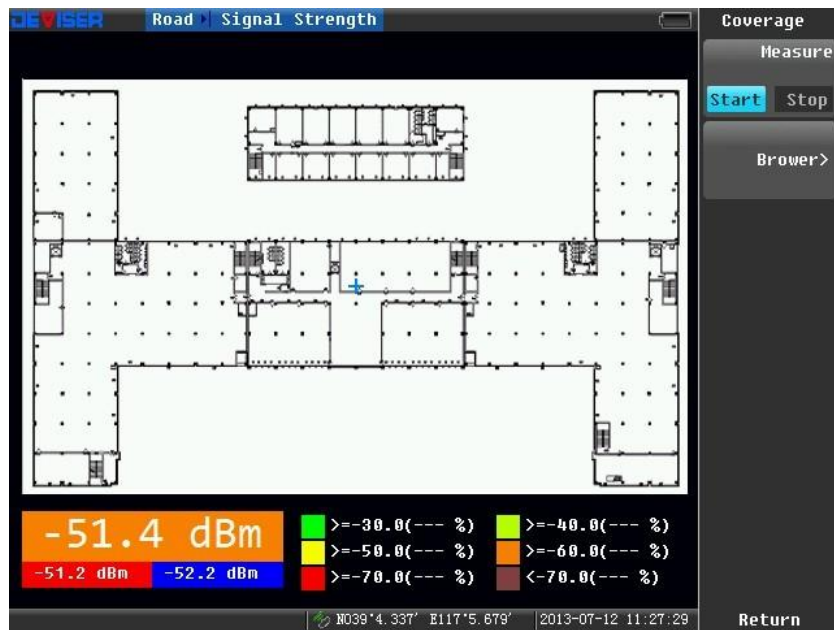 DEVISER
Road Signal Strength
Coverage
Measure
Start Stop
Brower>
-51.4 dBm
-51.2 dBm -52.2 dBm
>=-30.0(--- %) >=-40.0(--- %)
>=-50.0(--- %) >=-60.0(--- %)
>=-70.0(--- %) <-70.0(--- %)
N039°4.337′ E117°5.679′ 2013-07-12 11:27:29
Return